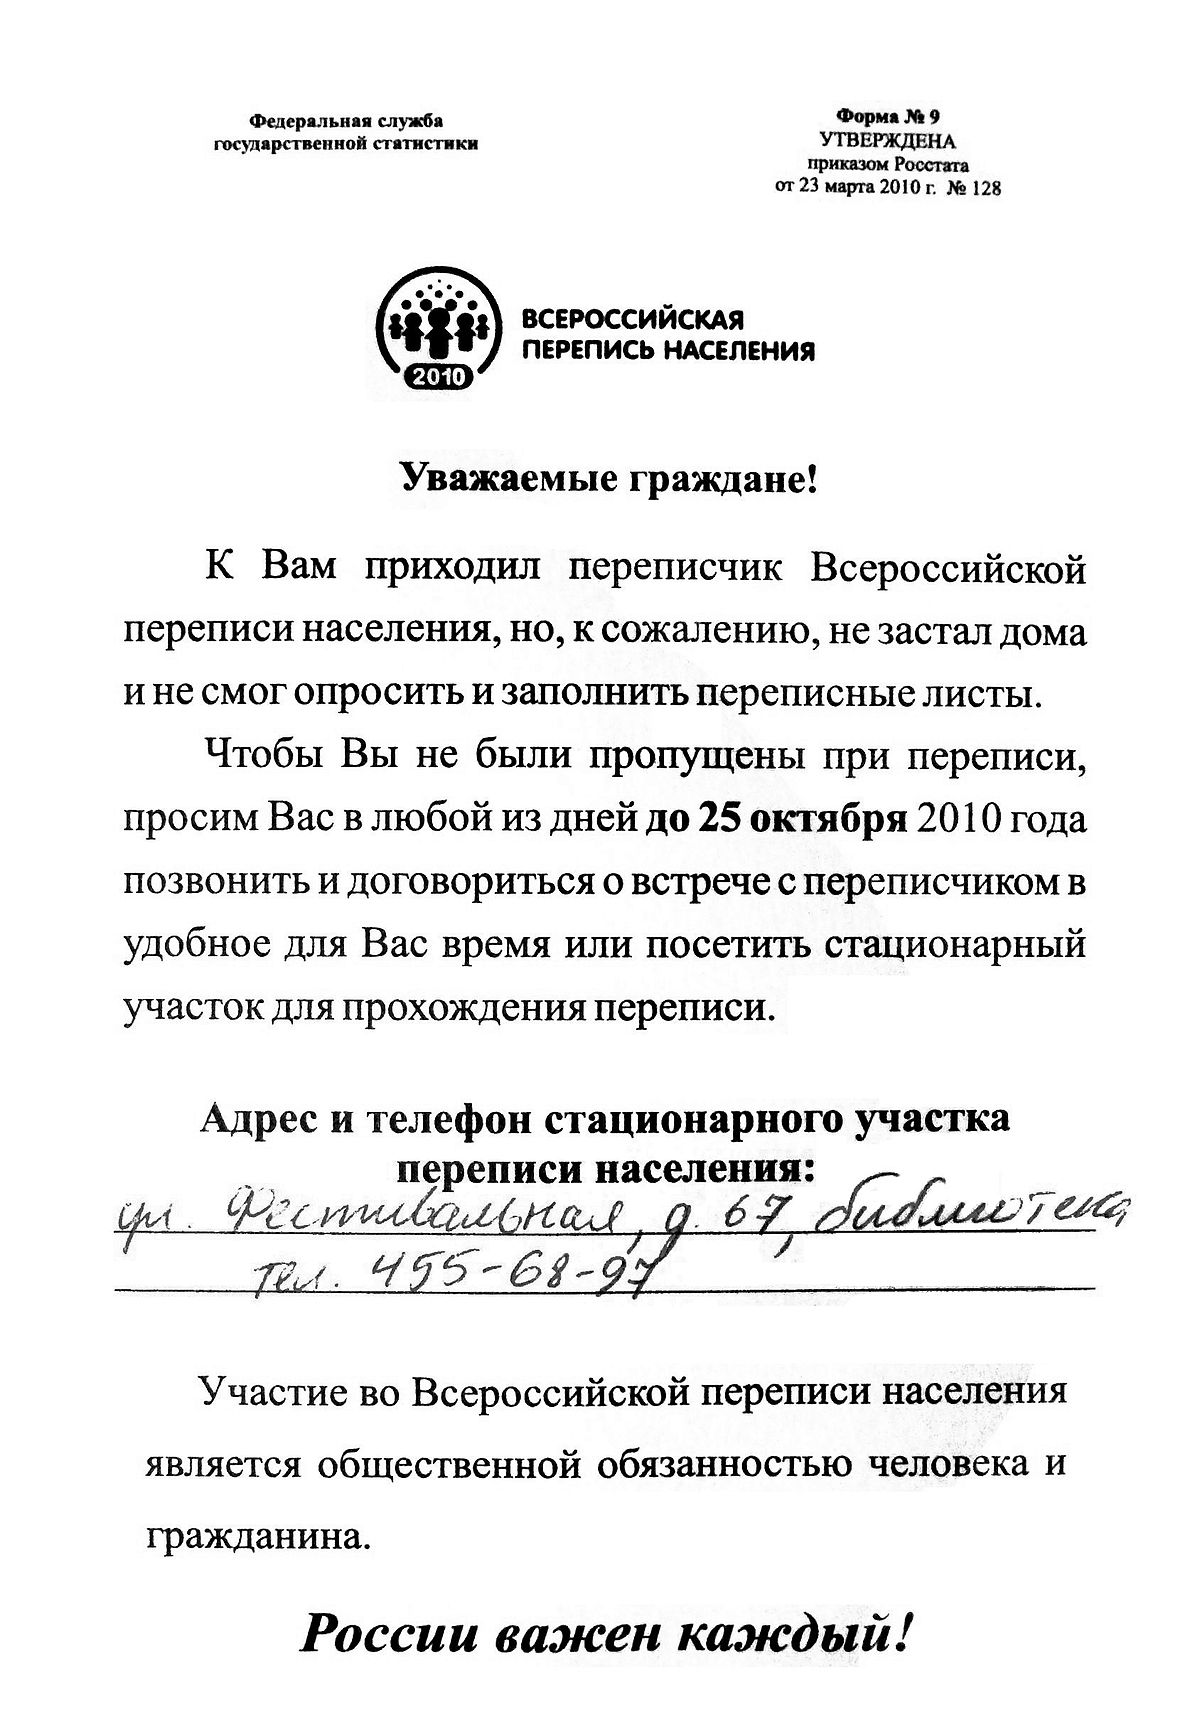 Федеральная служба
государственной статистики
Форма № 9
УТВЕРЖДЕНА
приказом Росстата
от 23 марта 2010 г. № 128
ВСЕРОССИЙСКАЯ
ПЕРЕПИСЬ НАСЕЛЕНИЯ
2010
Уважаемые граждане!
К Вам приходил переписчик Всероссийской
переписи населения, но, к сожалению, не застал дома
и не смог опросить и заполнить переписные листы.
Чтобы Вы не были пропущены при переписи,
просим Вас в любой из дней до 25 октября 2010 года
позвонить и договориться о встрече с переписчиком в
удобное для Вас время или посетить стационарный
участок для прохождения переписи.
Адрес и телефон стационарного участка
переписи населения:
ул. Фестивальная, д. 67, библиотека
тел. 455-68-97
Участие во Всероссийской переписи населения
является общественной обязанностью человека и
гражданина.
России важен каждый!